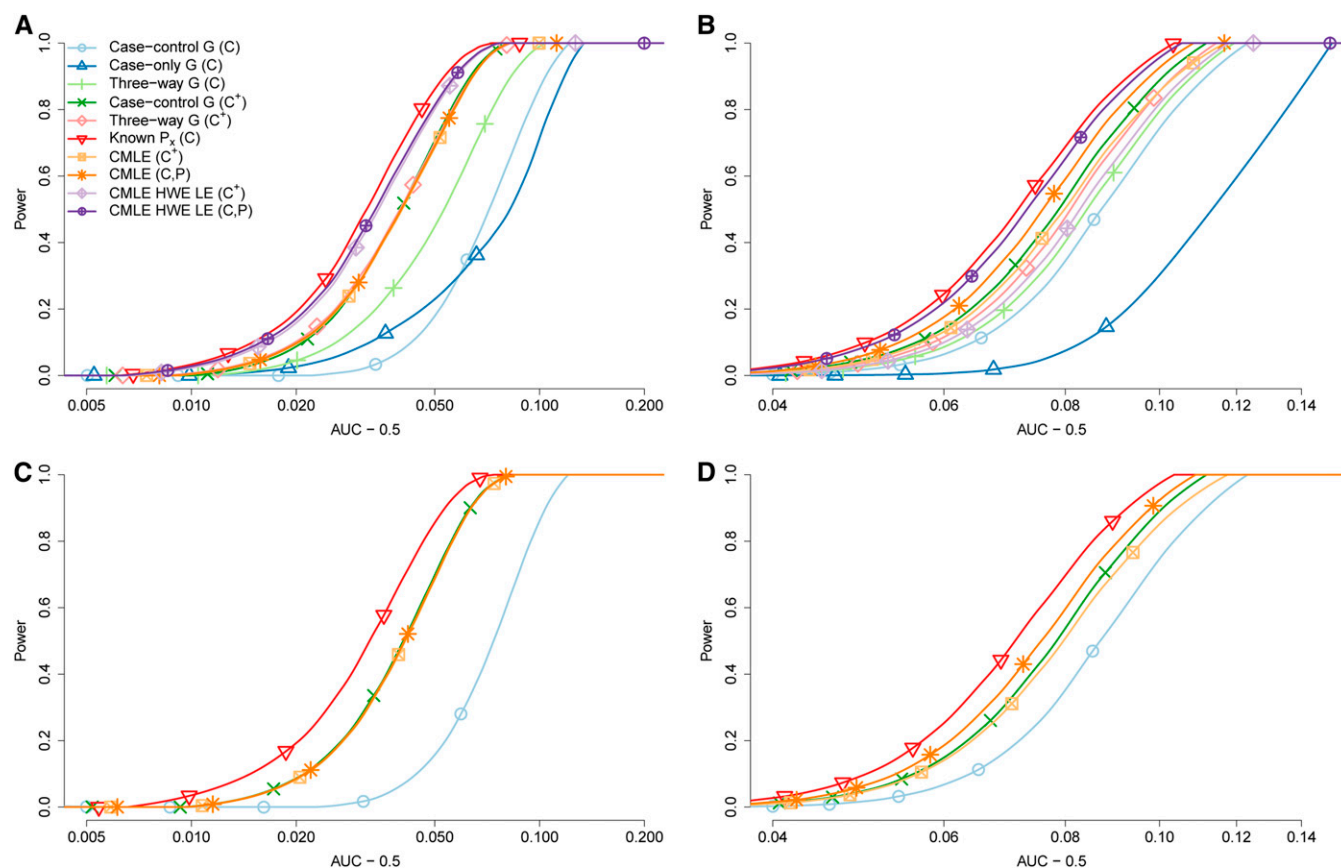 A
Case−control G (C)
Case−only G (C)
Three−way G (C)
Case−control G (C⁺)
Three−way G (C⁺)
Known Pₓ (C)
CMLE (C⁺)
CMLE (C,P)
CMLE HWE LE (C⁺)
CMLE HWE LE (C,P)
Power
0.0 0.2 0.4 0.6 0.8 1.0
0.005 0.010 0.020 0.050 0.100 0.200
AUC − 0.5
B
Power
0.0 0.2 0.4 0.6 0.8 1.0
0.04 0.06 0.08 0.10 0.12 0.14
AUC − 0.5
C
Power
0.0 0.2 0.4 0.6 0.8 1.0
0.005 0.010 0.020 0.050 0.100 0.200
AUC − 0.5
D
Power
0.0 0.2 0.4 0.6 0.8 1.0
0.04 0.06 0.08 0.10 0.12 0.14
AUC − 0.5